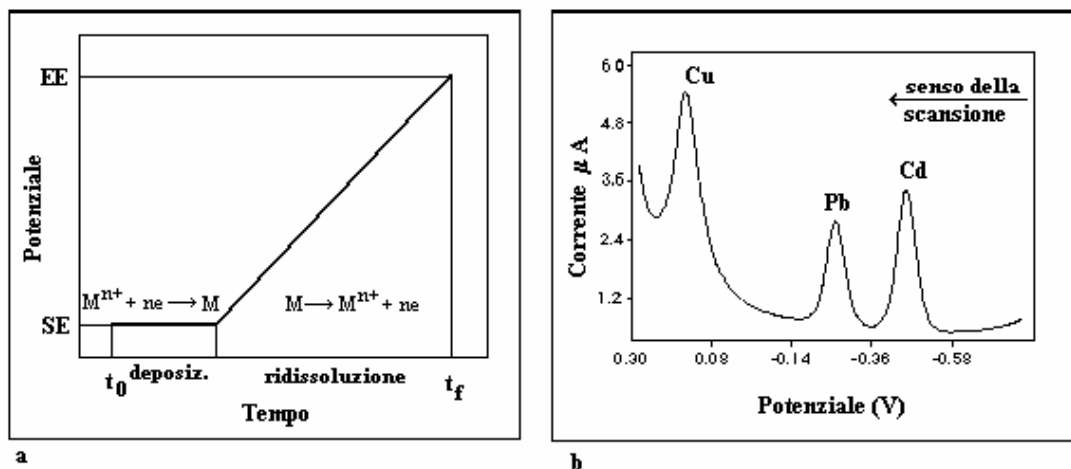 EE
Potenziale
Mⁿ⁺ + ne → M
M → Mⁿ⁺ + ne
SE
t₀
deposiz.
ridissoluzione
t_f
Tempo
a
6.0
4.8
3.6
2.4
1.2
Corrente μ A
Cu
Pb
Cd
senso della
scansione
0.30
0.08
-0.14
-0.36
-0.58
Potenziale (V)
b